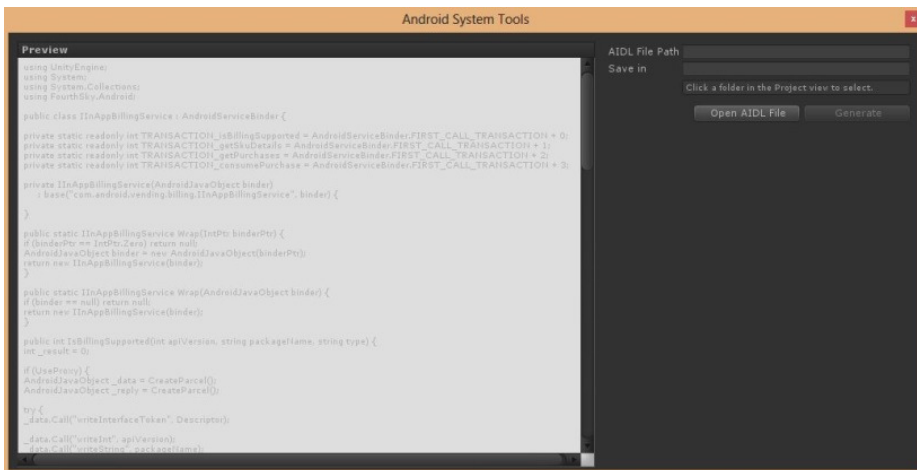 Android System Tools
x
Preview
using UnityEngine;
using System;
using System.Collections;
using FourthSky.Android;
public class IInAppBillingService : AndroidServiceBinder {
private static readonly int TRANSACTION_isBillingSupported = AndroidServiceBinder.FIRST_CALL_TRANSACTION + 0;
private static readonly int TRANSACTION_getSkuDetails = AndroidServiceBinder.FIRST_CALL_TRANSACTION + 1;
private static readonly int TRANSACTION_getPurchases = AndroidServiceBinder.FIRST_CALL_TRANSACTION + 2;
private static readonly int TRANSACTION_consumePurchase = AndroidServiceBinder.FIRST_CALL_TRANSACTION + 3;
private IInAppBillingService(AndroidJavaObject binder)
: base("com.android.vending.billing.IInAppBillingService", binder) {
}
public static IInAppBillingService Wrap(IntPtr binderPtr) {
if (binderPtr == IntPtr.Zero) return null;
AndroidJavaObject binder = new AndroidJavaObject(binderPtr);
return new IInAppBillingService(binder);
}
public static IInAppBillingService Wrap(AndroidJavaObject binder) {
if (binder == null) return null;
return new IInAppBillingService(binder);
}
public int IsBillingSupported(int apiVersion, string packageName, string type) {
int _result = 0;
if (UseProxy) {
AndroidJavaObject _data = CreateParcel();
AndroidJavaObject _reply = CreateParcel();
try {
_data.Call("writeInterfaceToken", Descriptor);
_data.Call("writeInt", apiVersion);
_data.Call("writeString", packageName);
AIDL File Path
Save in
Click a folder in the Project view to select.
Open AIDL File
Generate